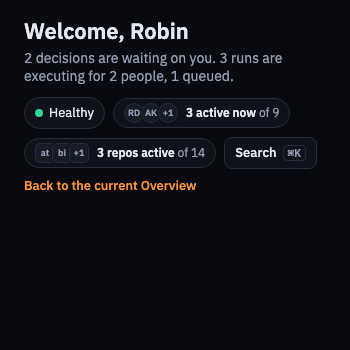 Welcome, Robin
2 decisions are waiting on you. 3 runs are
executing for 2 people, 1 queued.
Healthy
RD AK +1 3 active now of 9
at bi +1 3 repos active of 14
Search ⌘K
Back to the current Overview